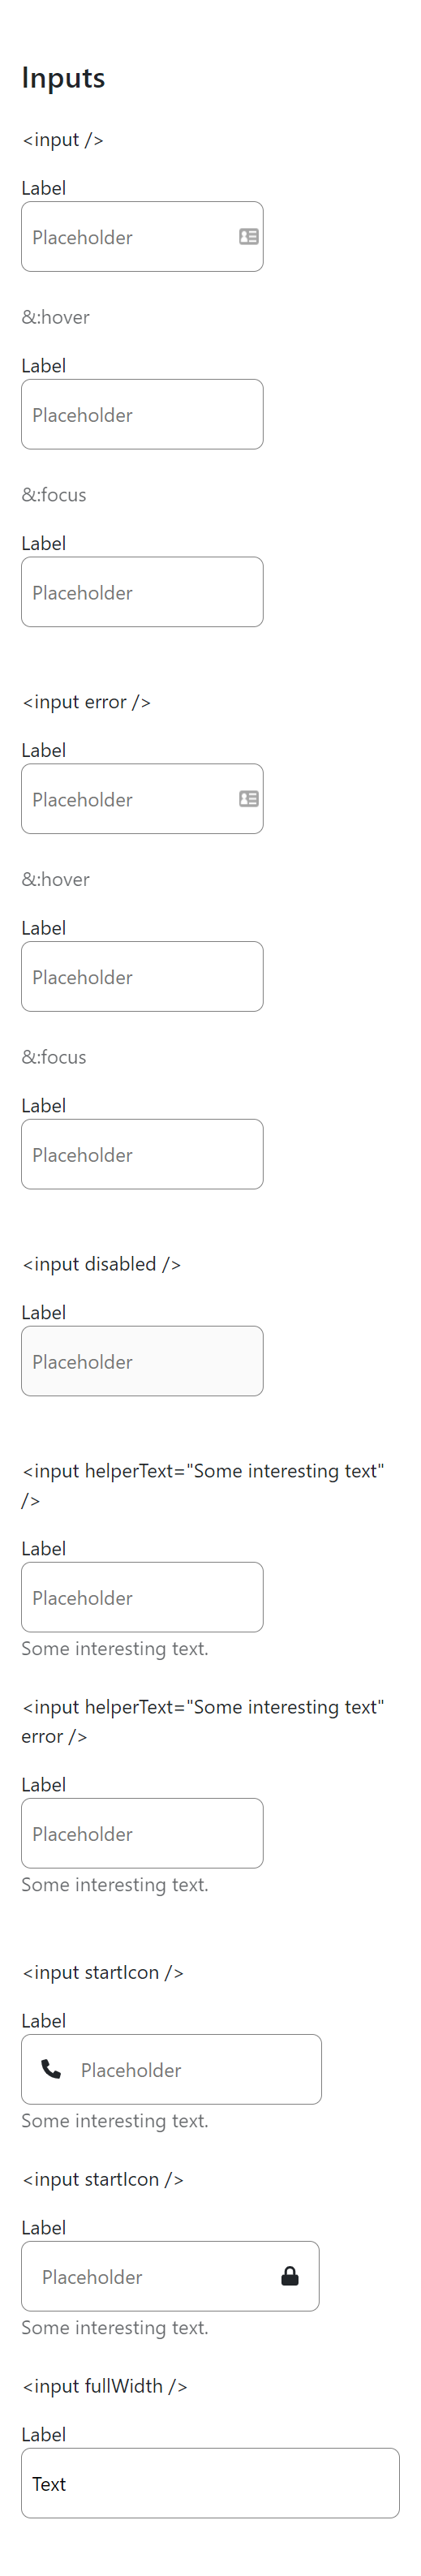 Inputs
<input />
Label
Placeholder
&:hover
Label
Placeholder
&:focus
Label
Placeholder
<input error />
Label
Placeholder
&:hover
Label
Placeholder
&:focus
Label
Placeholder
<input disabled />
Label
Placeholder
<input helperText="Some interesting text"
/>
Label
Placeholder
Some interesting text.
<input helperText="Some interesting text"
error />
Label
Placeholder
Some interesting text.
<input startIcon />
Label
Placeholder
Some interesting text.
<input startIcon />
Label
Placeholder
Some interesting text.
<input fullWidth />
Label
Text